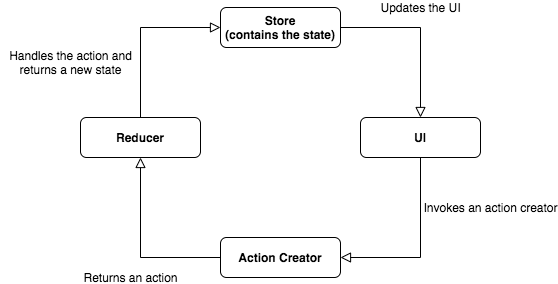 Updates the UI
Store
(contains the state)
Handles the action and
returns a new state
Reducer
UI
Invokes an action creator
Action Creator
Returns an action